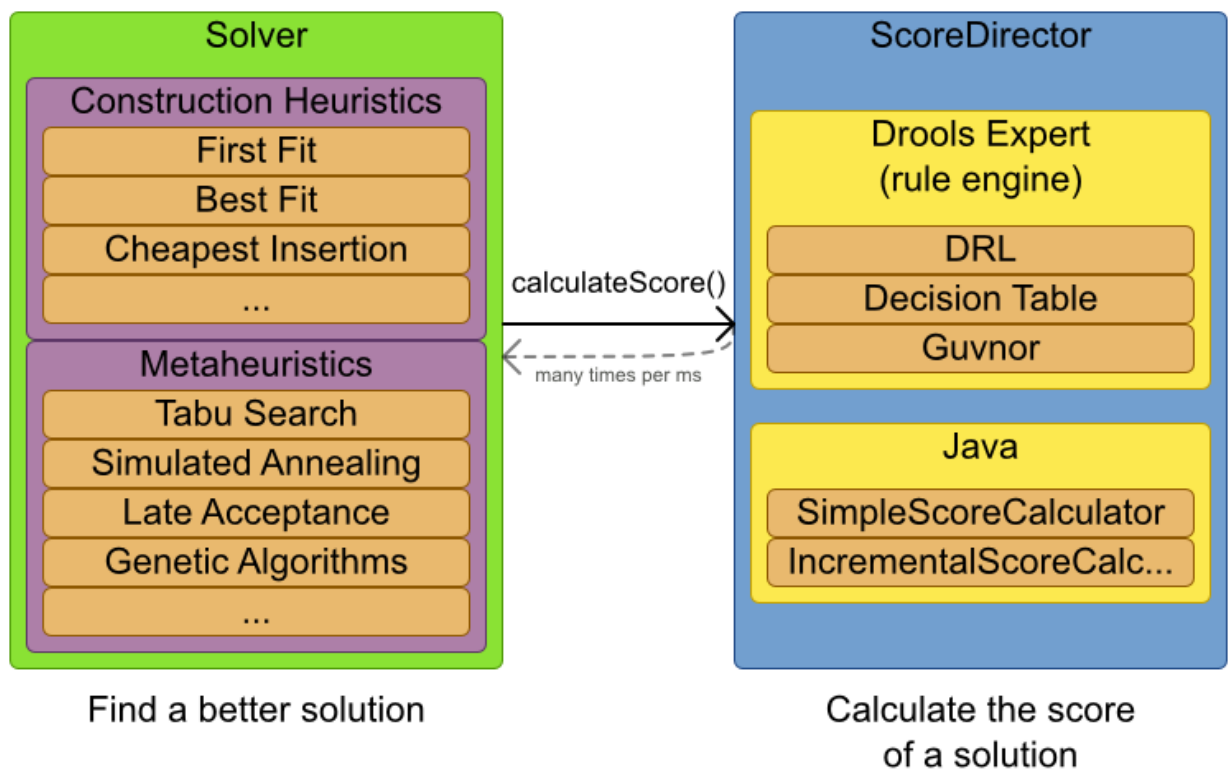 Solver
Construction Heuristics
First Fit
Best Fit
Cheapest Insertion
...
Metaheuristics
Tabu Search
Simulated Annealing
Late Acceptance
Genetic Algorithms
...
Find a better solution
calculateScore()
many times per ms
ScoreDirector
Drools Expert
(rule engine)
DRL
Decision Table
Guvnor
Java
SimpleScoreCalculator
IncrementalScoreCalc...
Calculate the score
of a solution